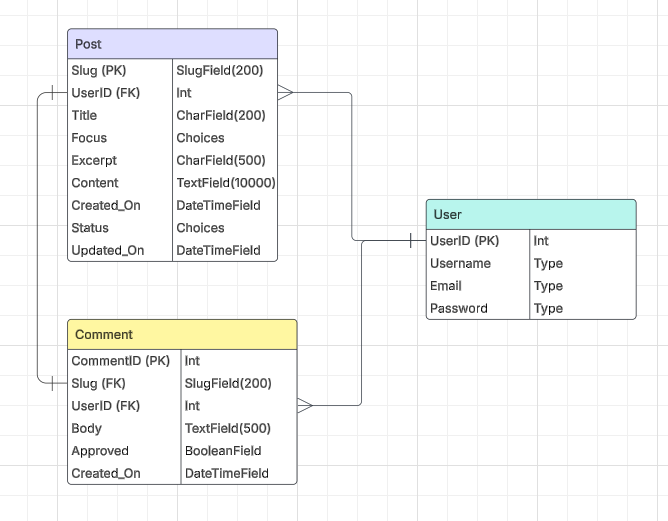 Post
Slug (PK) SlugField(200)
UserID (FK) Int
Title CharField(200)
Focus Choices
Excerpt CharField(500)
Content TextField(10000)
Created_On DateTimeField
Status Choices
Updated_On DateTimeField
User
UserID (PK) Int
Username Type
Email Type
Password Type
Comment
CommentID (PK) Int
Slug (FK) SlugField(200)
UserID (FK) Int
Body TextField(500)
Approved BooleanField
Created_On DateTimeField